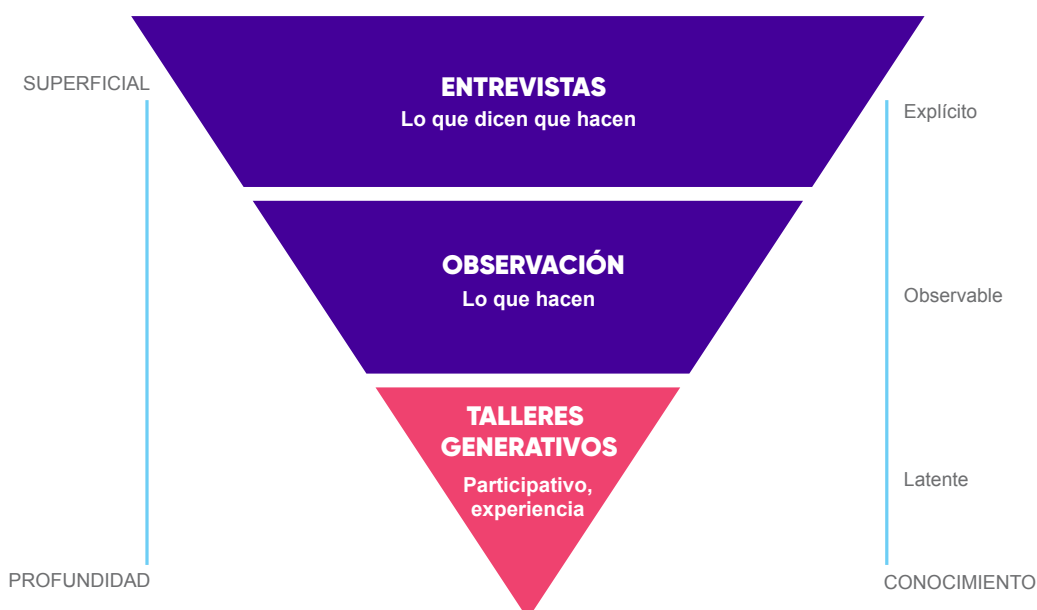 SUPERFICIAL
ENTREVISTAS
Lo que dicen que hacen
Explícito
OBSERVACIÓN
Lo que hacen
Observable
TALLERES
GENERATIVOS
Participativo,
experiencia
Latente
PROFUNDIDAD
CONOCIMIENTO